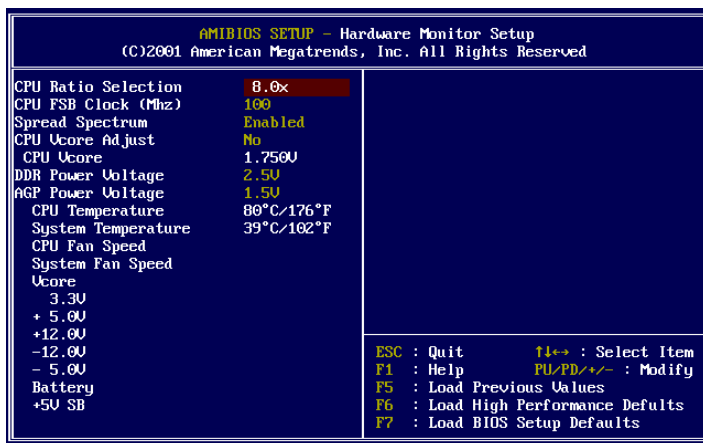 AMIBIOS SETUP - Hardware Monitor Setup
(C)2001 American Megatrends, Inc. All Rights Reserved
CPU Ratio Selection 8.0x
CPU FSB Clock (Mhz) 100
Spread Spectrum Enabled
CPU Vcore Adjust No
CPU Vcore 1.750V
DDR Power Voltage 2.5V
AGP Power Voltage 1.5V
CPU Temperature 80°C/176°F
System Temperature 39°C/102°F
CPU Fan Speed
System Fan Speed
Vcore
3.3V
+ 5.0V
+12.0V
-12.0V
- 5.0V
Battery
+5V SB
ESC : Quit ↑↓←→ : Select Item
F1 : Help PU/PD/+/- : Modify
F5 : Load Previous Values
F6 : Load High Performance Defults
F7 : Load BIOS Setup Defaults